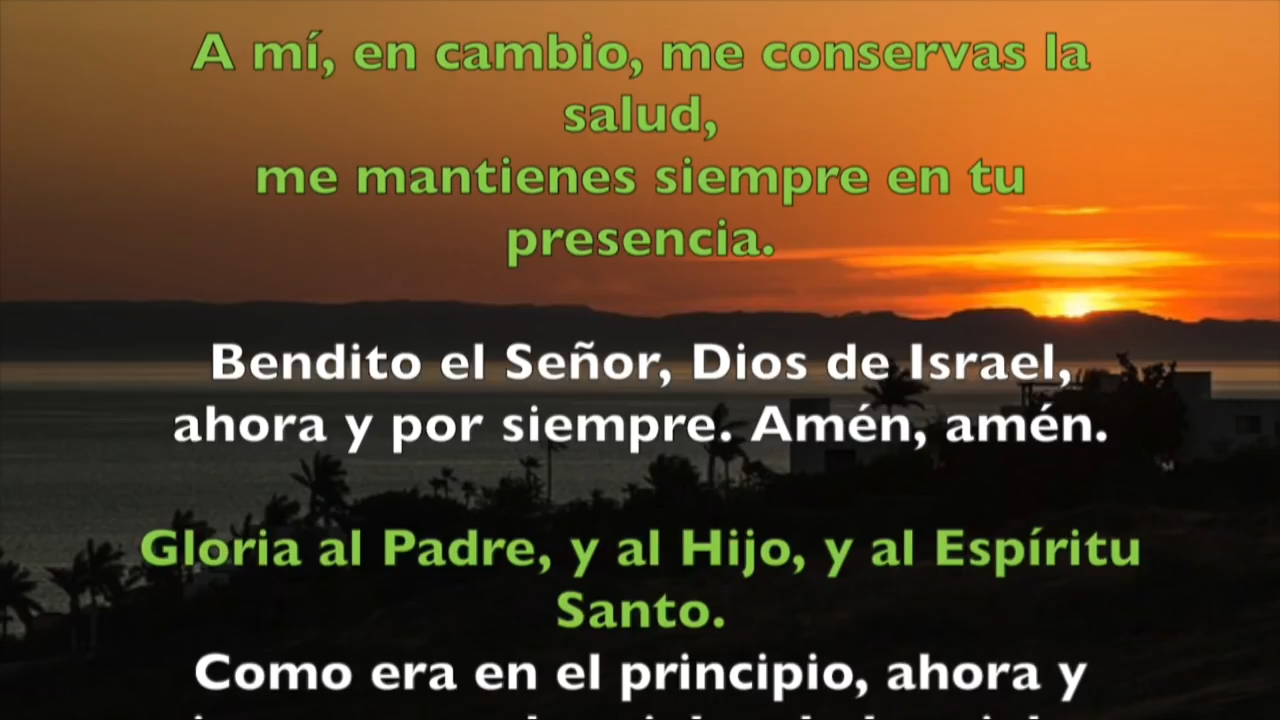 A mí, en cambio, me conservas la
salud,
me mantienes siempre en tu
presencia.
Bendito el Señor, Dios de Israel,
ahora y por siempre. Amén, amén.
Gloria al Padre, y al Hijo, y al Espíritu
Santo.
Como era en el principio, ahora y